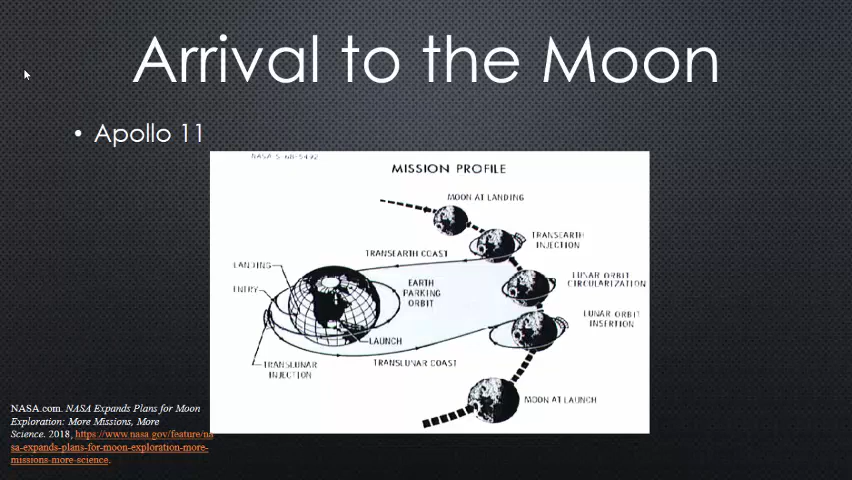 Arrival to the Moon
• Apollo 11
NASA S-68-5492
MISSION PROFILE
MOON AT LANDING
TRANSEARTH
INJECTION
TRANSEARTH COAST
LANDING
ENTRY
EARTH
PARKING
ORBIT
LUNAR ORBIT
CIRCULARIZATION
LUNAR ORBIT
INSERTION
LAUNCH
TRANSLUNAR
INJECTION
TRANSLUNAR COAST
MOON AT LAUNCH
NASA.com. NASA Expands Plans for Moon
Exploration: More Missions, More
Science. 2018, https://www.nasa.gov/feature/na
sa-expands-plans-for-moon-exploration-more-
missions-more-science.